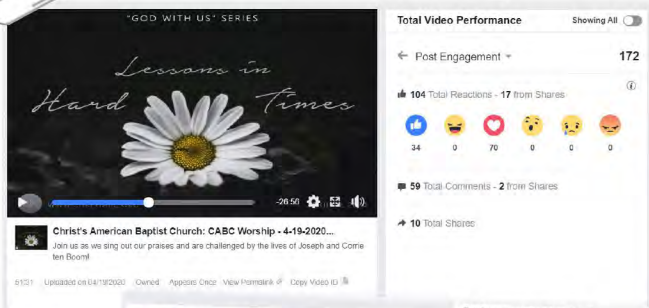 "GOD WITH US" SERIES
Lessons in
Hard Times
-26:56
Christ's American Baptist Church: CABC Worship - 4-19-2020...
Join us as we sing out our praises and are challenged by the lives of Joseph and Corrie
ten Boom!
51:31 Uploaded on 04/19/2020 Owned Appears Once View Permalink Copy Video ID
Total Video Performance Showing All
← Post Engagement 172
104 Total Reactions - 17 from Shares
34 0 70 0 0 0
59 Total Comments - 2 from Shares
10 Total Shares